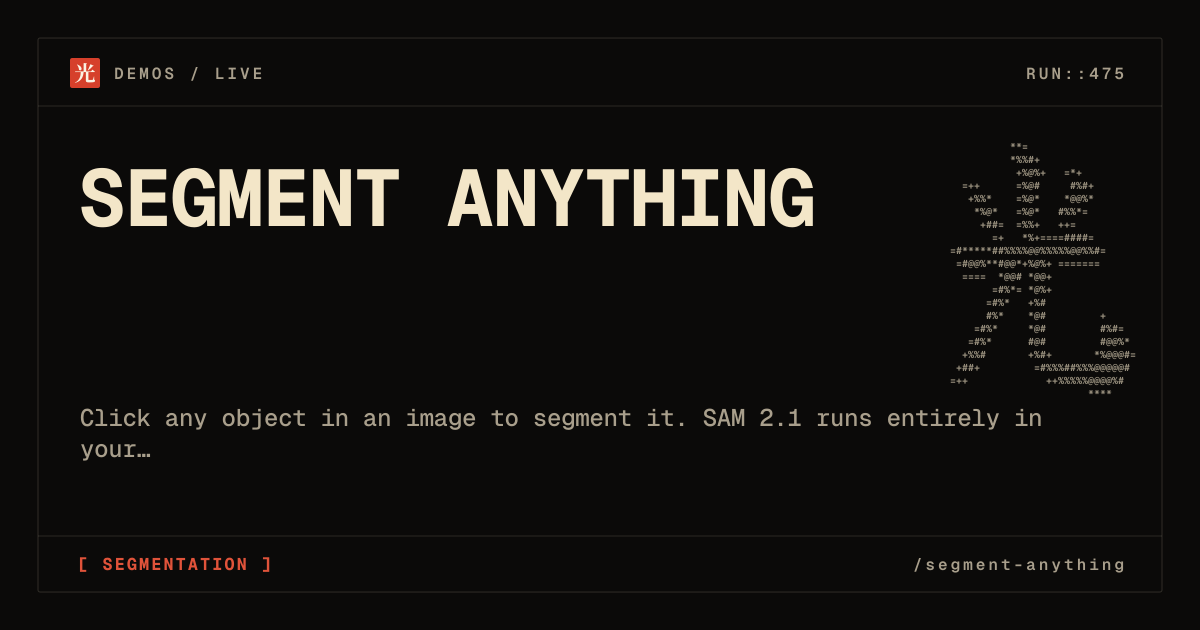 光 DEMOS / LIVE
RUN::475
SEGMENT ANYTHING
Click any object in an image to segment it. SAM 2.1 runs entirely in
your…
[ SEGMENTATION ]
/segment-anything